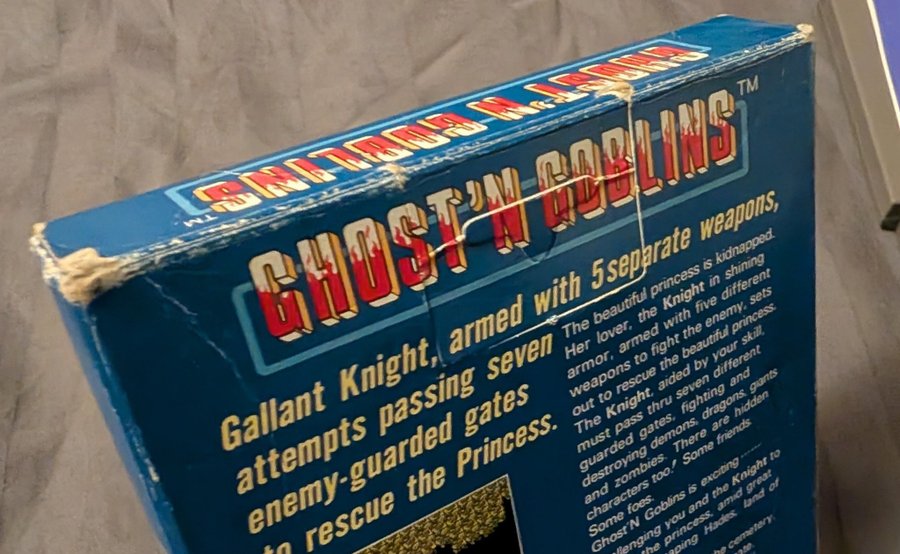 GHOST'N GOBLINS
TM
GHOST'N GOBLINS TM
Gallant Knight, armed with 5 separate weapons,
attempts passing seven
enemy-guarded gates
to rescue the Princess.
The beautiful princess is kidnapped.
Her lover, the Knight in shining
armor, armed with five different
weapons to fight the enemy, sets
out to rescue the beautiful princess.
The Knight, aided by your skill,
must pass thru seven different
guarded gates, fighting and
destroying demons, dragons, giants
and zombies. There are hidden
characters too! Some friends.
Some foes.
Ghost'N Goblins is exciting ......
you and the Knight to
the princess, amid great
Hades, land of
the cemetery.